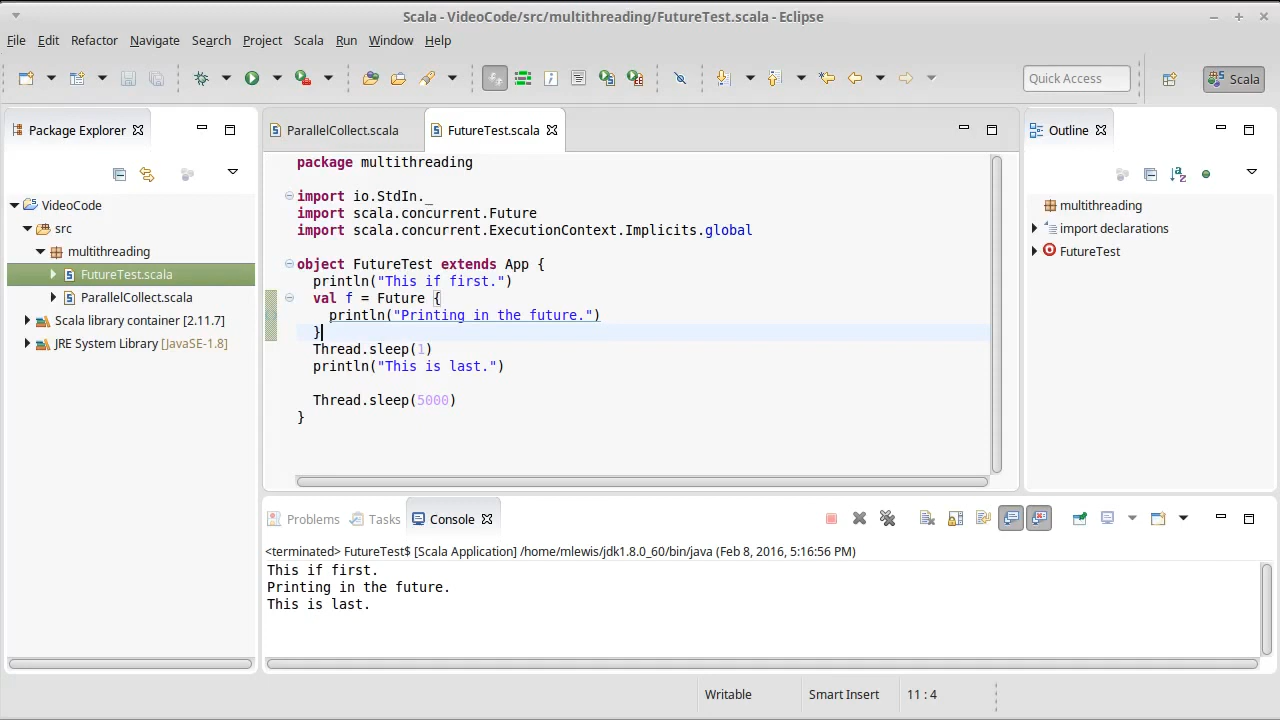 Scala - VideoCode/src/multithreading/FutureTest.scala - Eclipse
File Edit Refactor Navigate Search Project Scala Run Window Help
Quick Access
Scala
Package Explorer
VideoCode
src
multithreading
FutureTest.scala
ParallelCollect.scala
Scala library container [2.11.7]
JRE System Library [JavaSE-1.8]
ParallelCollect.scala
FutureTest.scala
package multithreading
import io.StdIn._
import scala.concurrent.Future
import scala.concurrent.ExecutionContext.Implicits.global
object FutureTest extends App {
println("This if first.")
val f = Future {
println("Printing in the future.")
}
Thread.sleep(1)
println("This is last.")
Thread.sleep(5000)
}
Outline
multithreading
import declarations
FutureTest
Problems Tasks Console
<terminated> FutureTest$ [Scala Application] /home/mlewis/jdk1.8.0_60/bin/java (Feb 8, 2016, 5:16:56 PM)
This if first.
Printing in the future.
This is last.
Writable Smart Insert 11 : 4